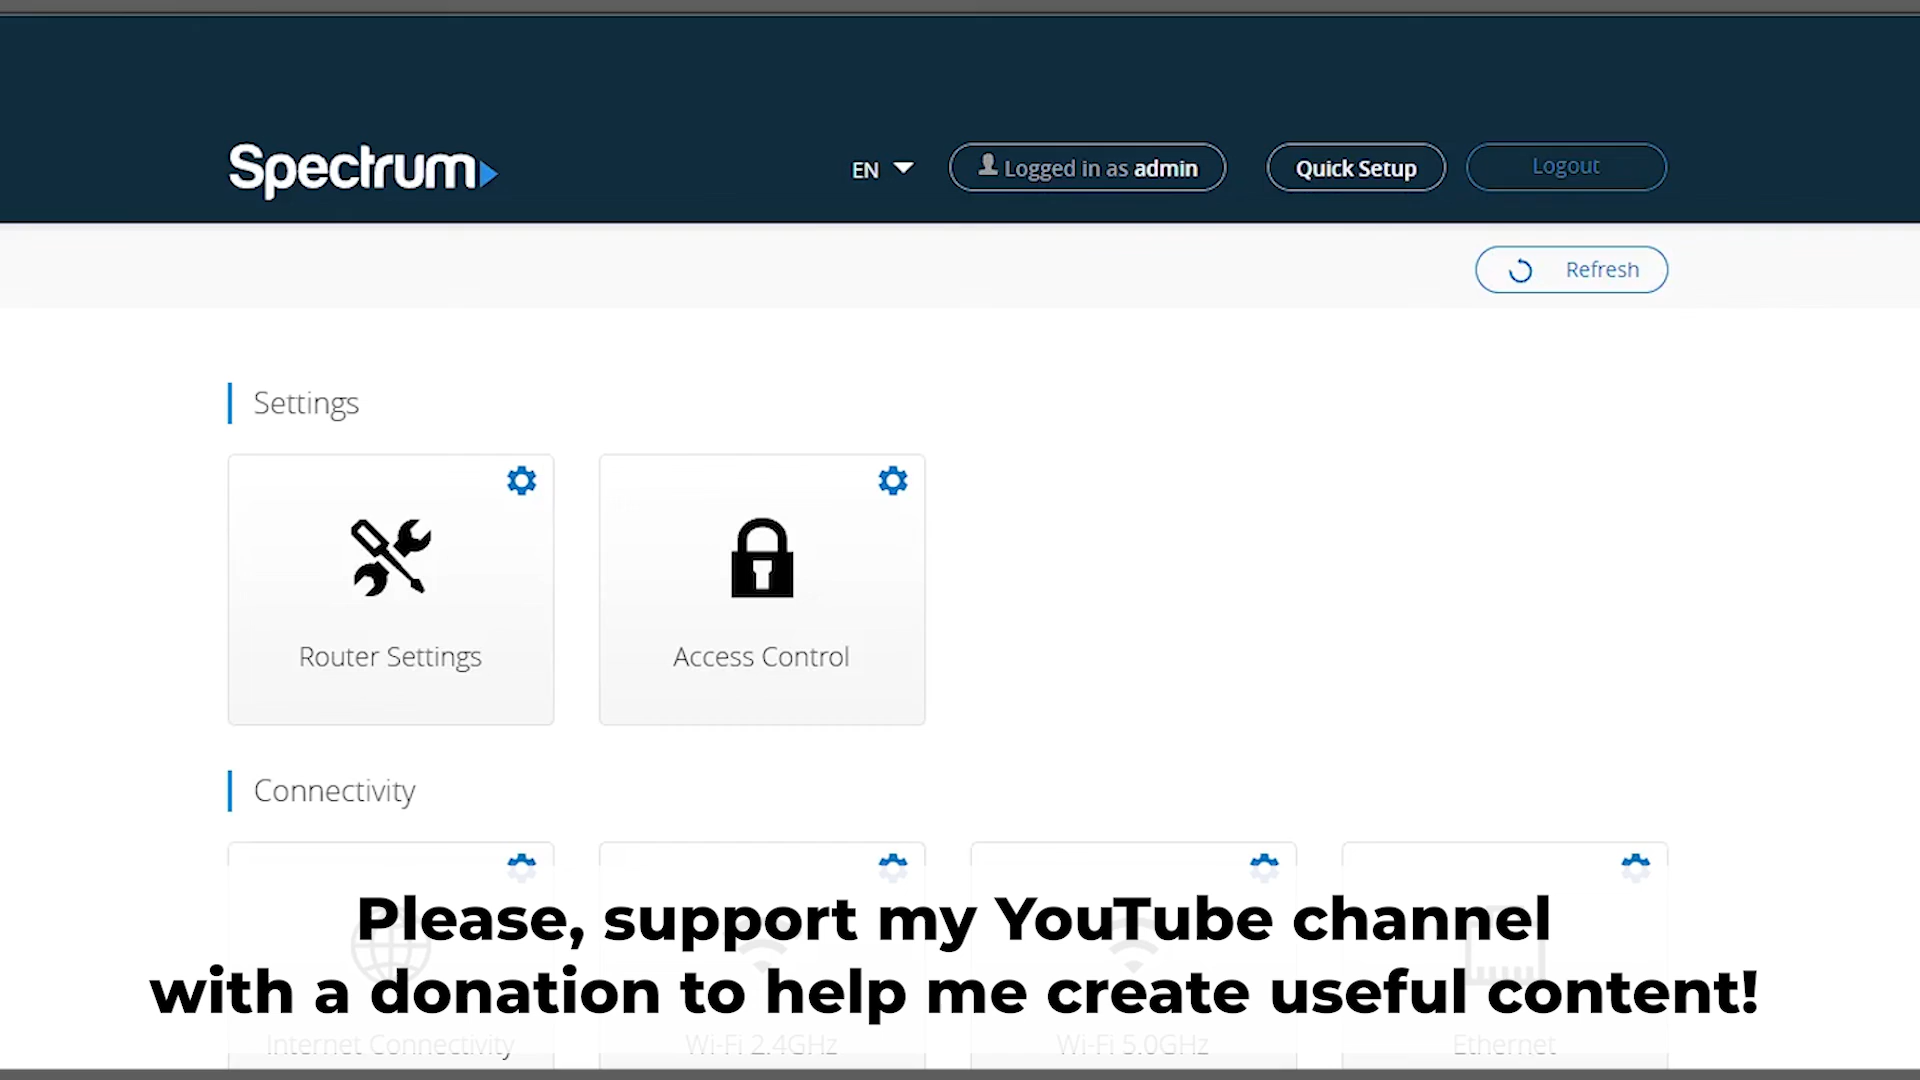 Spectrum
EN
Logged in as admin
Quick Setup
Logout
Refresh
Settings
Router Settings
Access Control
Connectivity
Please, support my YouTube channel
with a donation to help me create useful content!
Internet Connectivity
Wi-Fi 2.4GHz
Wi-Fi 5.0GHz
Ethernet